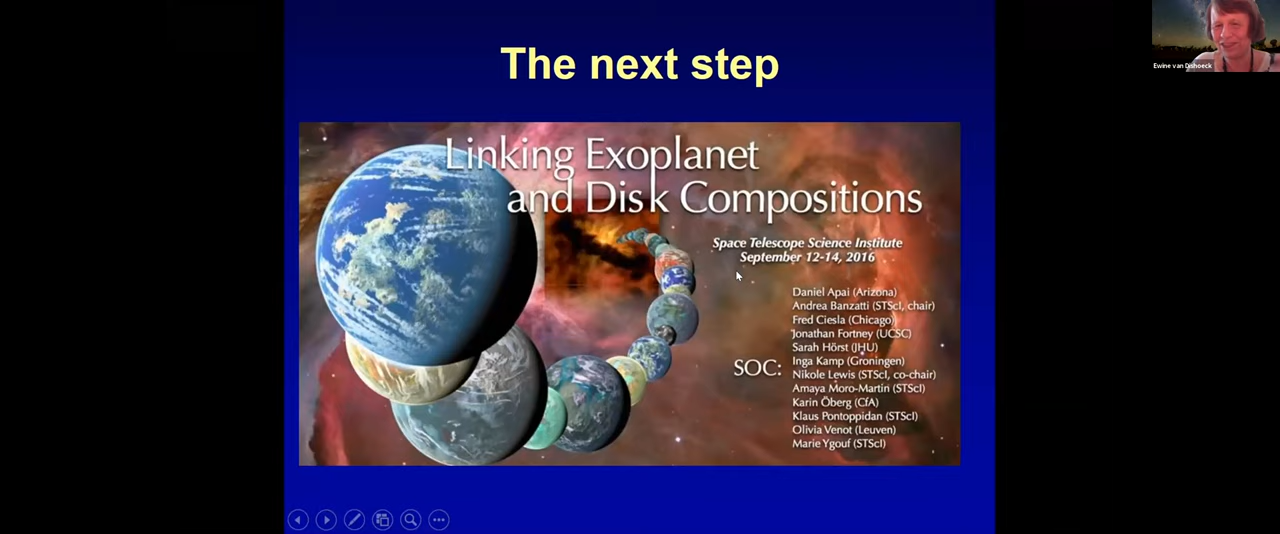 The next step
Linking Exoplanet
and Disk Compositions
Space Telescope Science Institute
September 12-14, 2016
SOC:
Daniel Apai (Arizona)
Andrea Banzatti (STScI, chair)
Fred Ciesla (Chicago)
Jonathan Fortney (UCSC)
Sarah Hörst (JHU)
Inga Kamp (Groningen)
Nikole Lewis (STScI, co-chair)
Amaya Moro-Martin (STScI)
Karin Öberg (CfA)
Klaus Pontoppidan (STScI)
Olivia Venot (Leuven)
Marie Ygouf (STScI)
Ewine van Dishoeck